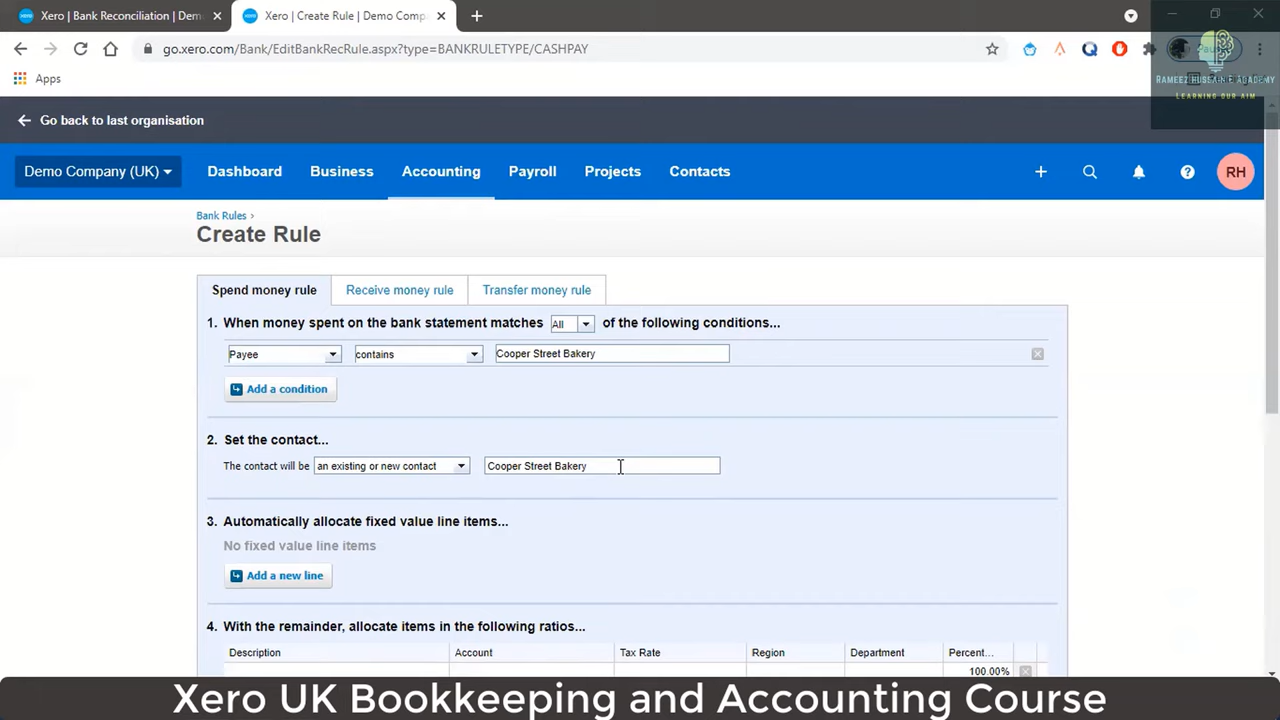 Xero | Bank Reconciliation | Dem
Xero | Create Rule | Demo Comp
go.xero.com/Bank/EditBankRecRule.aspx?type=BANKRULETYPE/CASHPAY
Apps
RAMEEZ HUSSAIN E ACADEMY
LEARNING OUR AIM
Go back to last organisation
Demo Company (UK)
Dashboard
Business
Accounting
Payroll
Projects
Contacts
RH
Bank Rules ›
Create Rule
Spend money rule
Receive money rule
Transfer money rule
1. When money spent on the bank statement matches All of the following conditions...
Payee contains Cooper Street Bakery
Add a condition
2. Set the contact...
The contact will be an existing or new contact Cooper Street Bakery
3. Automatically allocate fixed value line items...
No fixed value line items
Add a new line
4. With the remainder, allocate items in the following ratios...
Description Account Tax Rate Region Department Percent...
100.00%
Xero UK Bookkeeping and Accounting Course